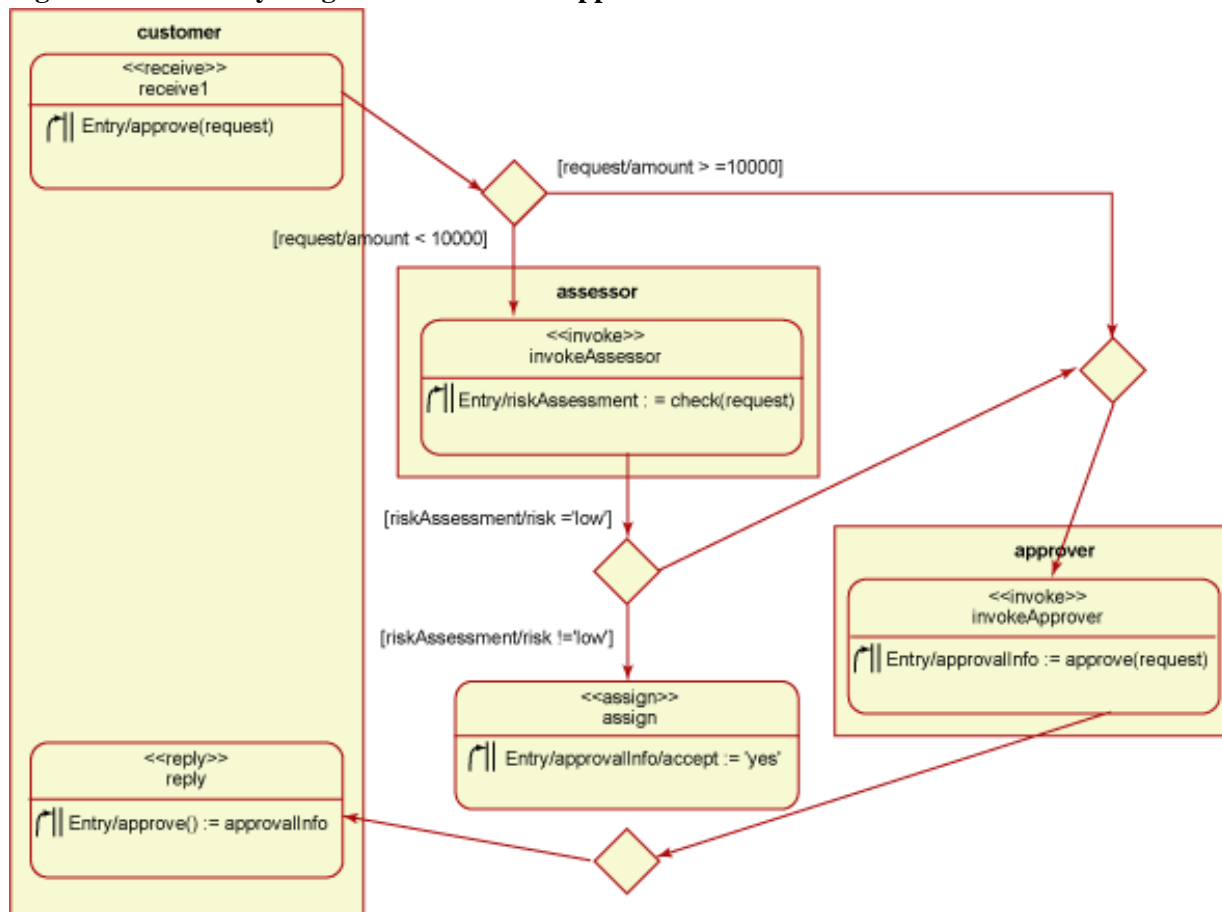 customer
<<receive>>
receive1
Entry/approve(request)
[request/amount > =10000]
[request/amount < 10000]
assessor
<<invoke>>
invokeAssessor
Entry/riskAssessment : = check(request)
[riskAssessment/risk ='low']
approver
<<invoke>>
invokeApprover
Entry/approvalInfo := approve(request)
[riskAssessment/risk !='low']
<<assign>>
assign
Entry/approvalInfo/accept := 'yes'
<<reply>>
reply
Entry/approve() := approvalInfo